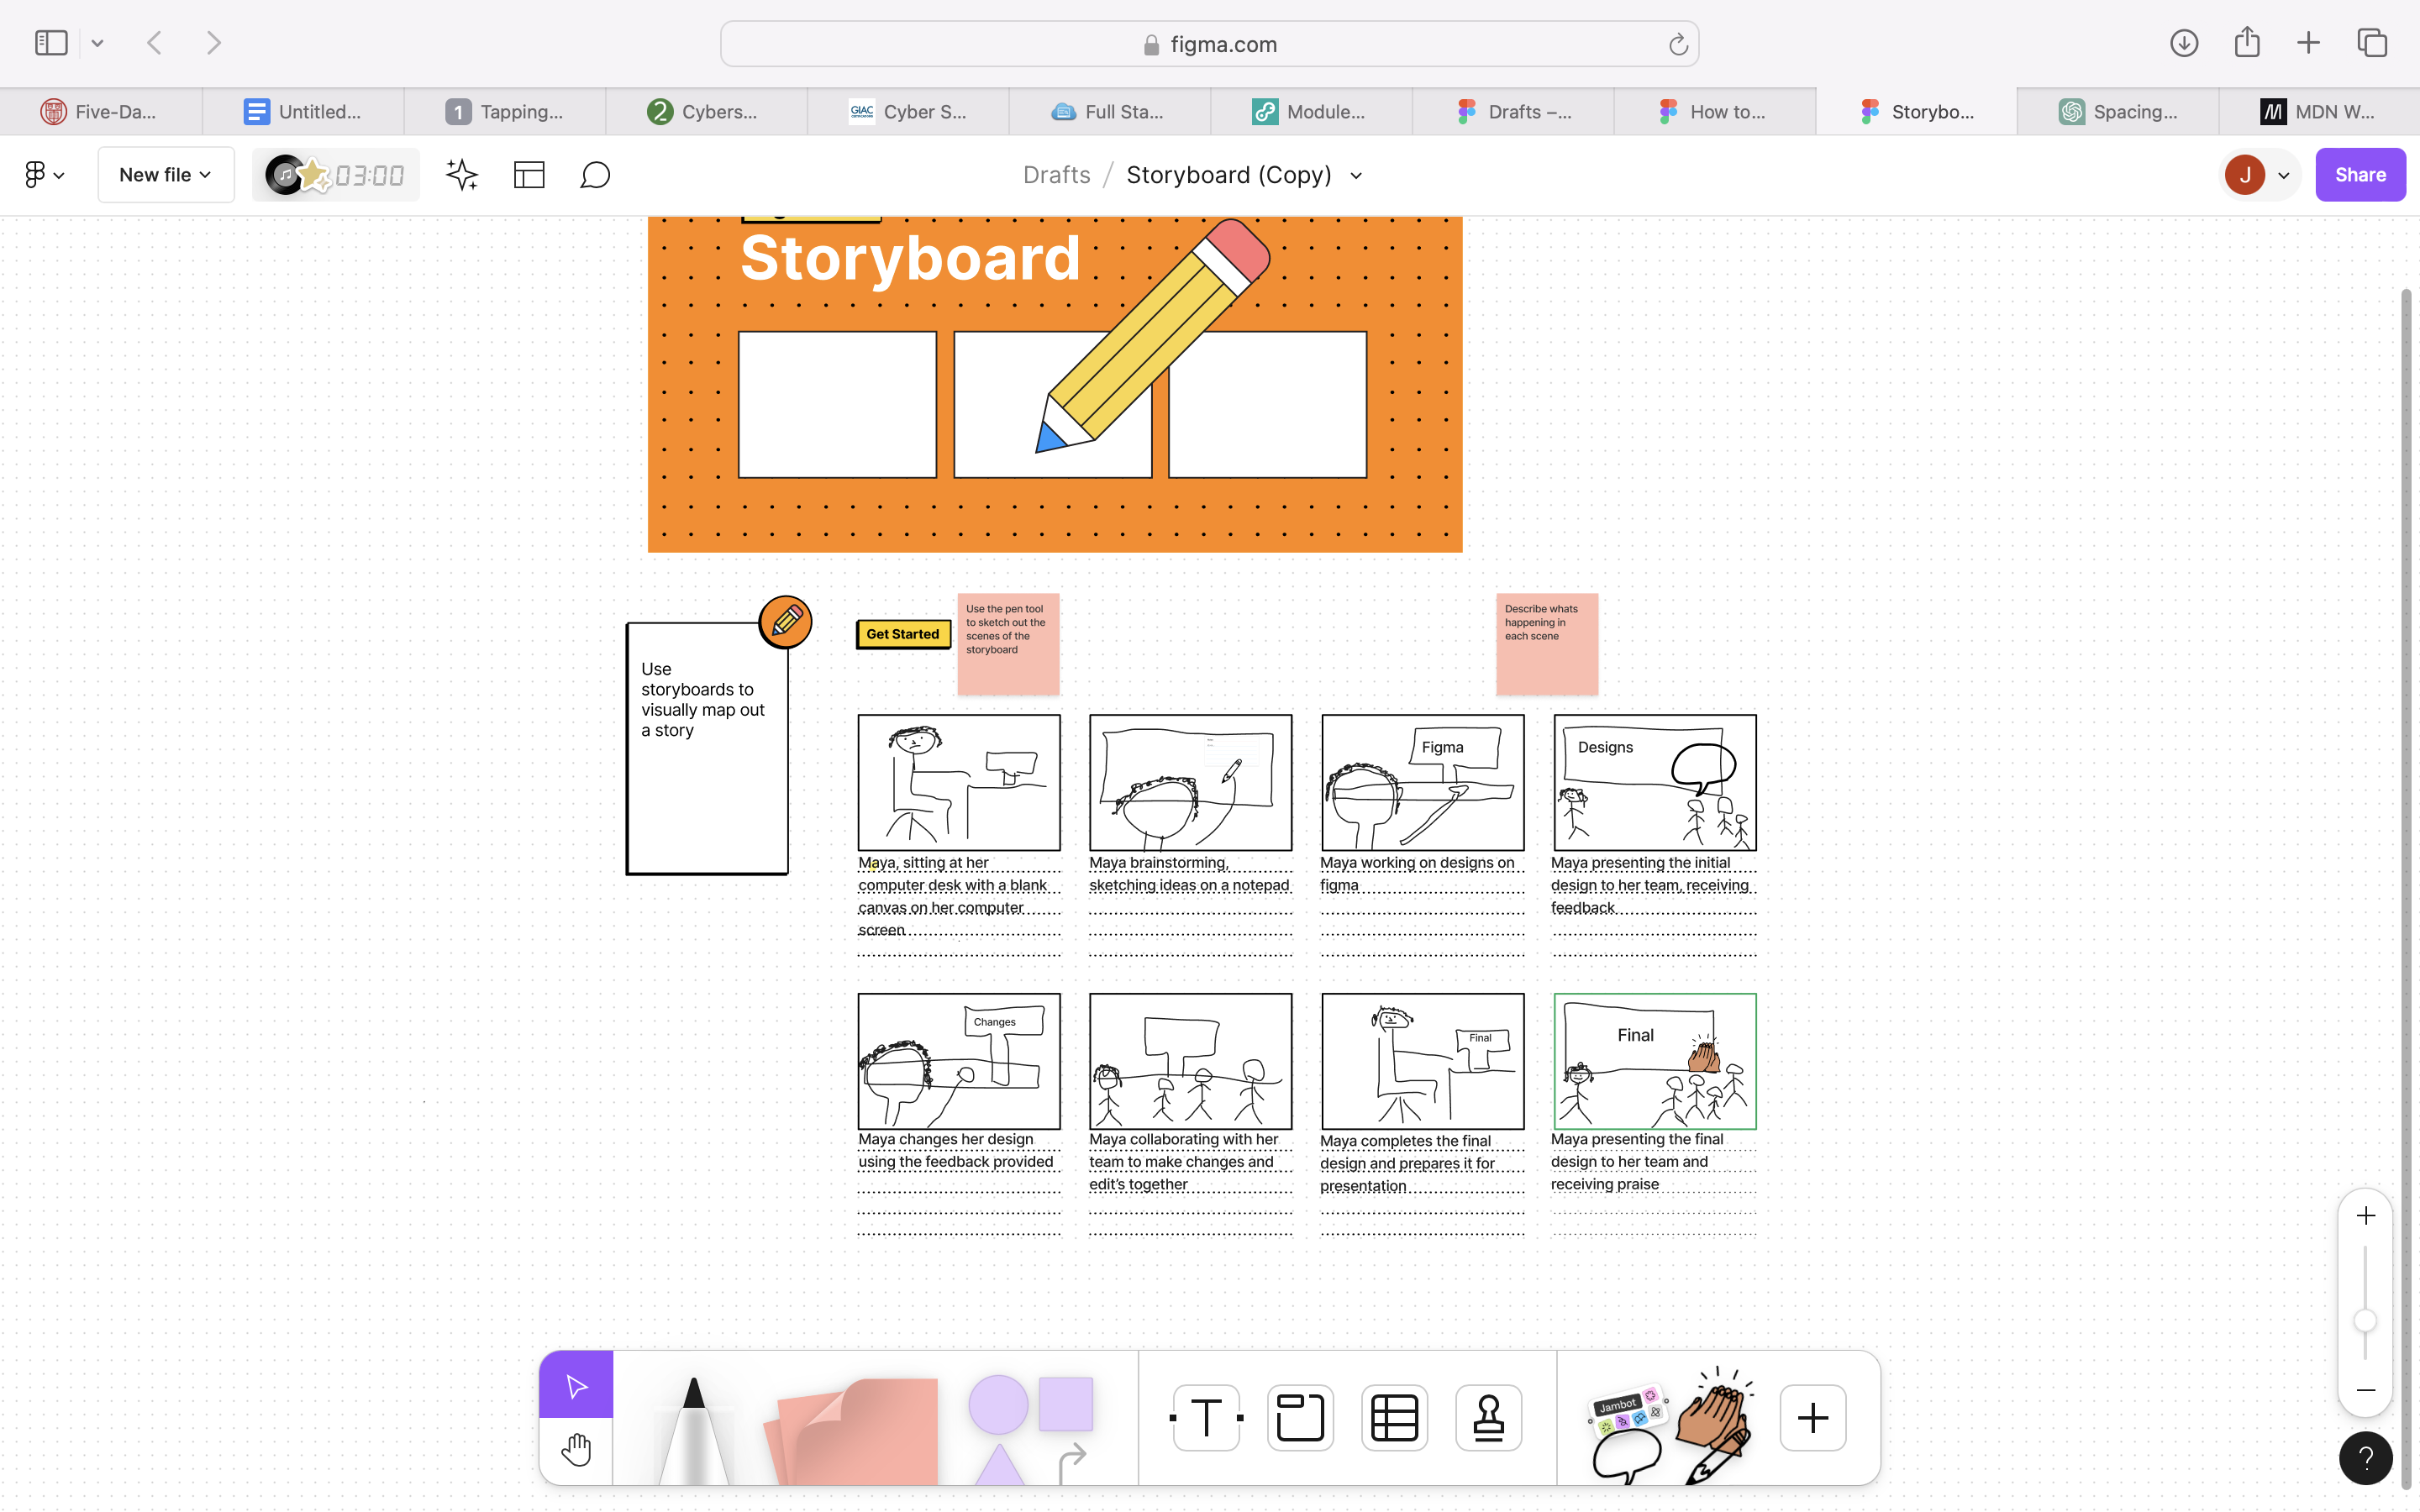 figma.com
Five-Da...
Untitled...
1 Tapping...
2 Cybers...
GIAC Cyber S...
Full Sta...
Module...
Drafts –...
How to...
Storybo...
Spacing...
MDN W...
New file
03:00
Drafts / Storyboard (Copy)
J
Share
Storyboard
Use
storyboards to
visually map out
a story
Get Started
Use the pen tool
to sketch out the
scenes of the
storyboard
Describe whats
happening in
each scene
Figma
Designs
Maya, sitting at her
computer desk with a blank
canvas on her computer
screen
Maya brainstorming,
sketching ideas on a notepad
Maya working on designs on
figma
Maya presenting the initial
design to her team, receiving
feedback
Changes
Final
Final
Maya changes her design
using the feedback provided
Maya collaborating with her
team to make changes and
edit's together
Maya completes the final
design and prepares it for
presentation
Maya presenting the final
design to her team and
receiving praise
T
Jambot
?